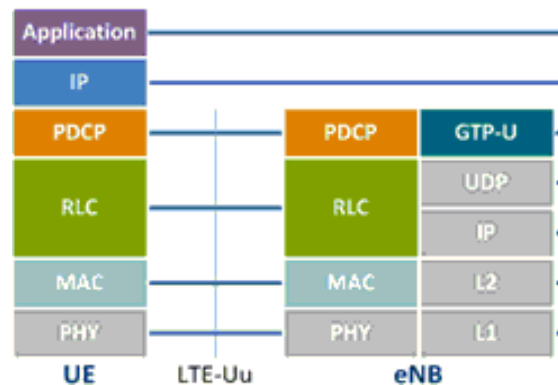 Application
IP
PDCP PDCP GTP-U
RLC RLC UDP
IP
MAC MAC L2
PHY PHY L1
UE LTE-Uu eNB